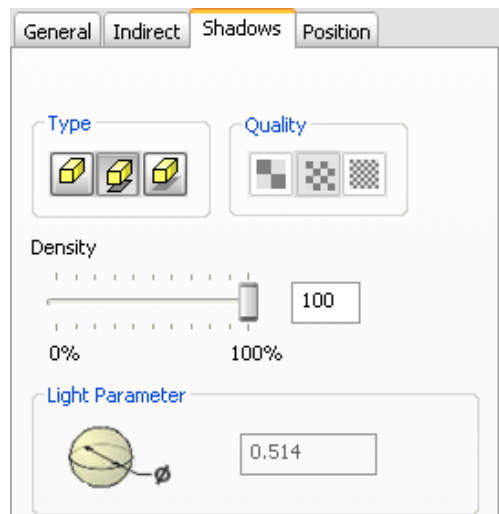 General Indirect Shadows Position
Type Quality
Density
100
0% 100%
Light Parameter
0.514
ø